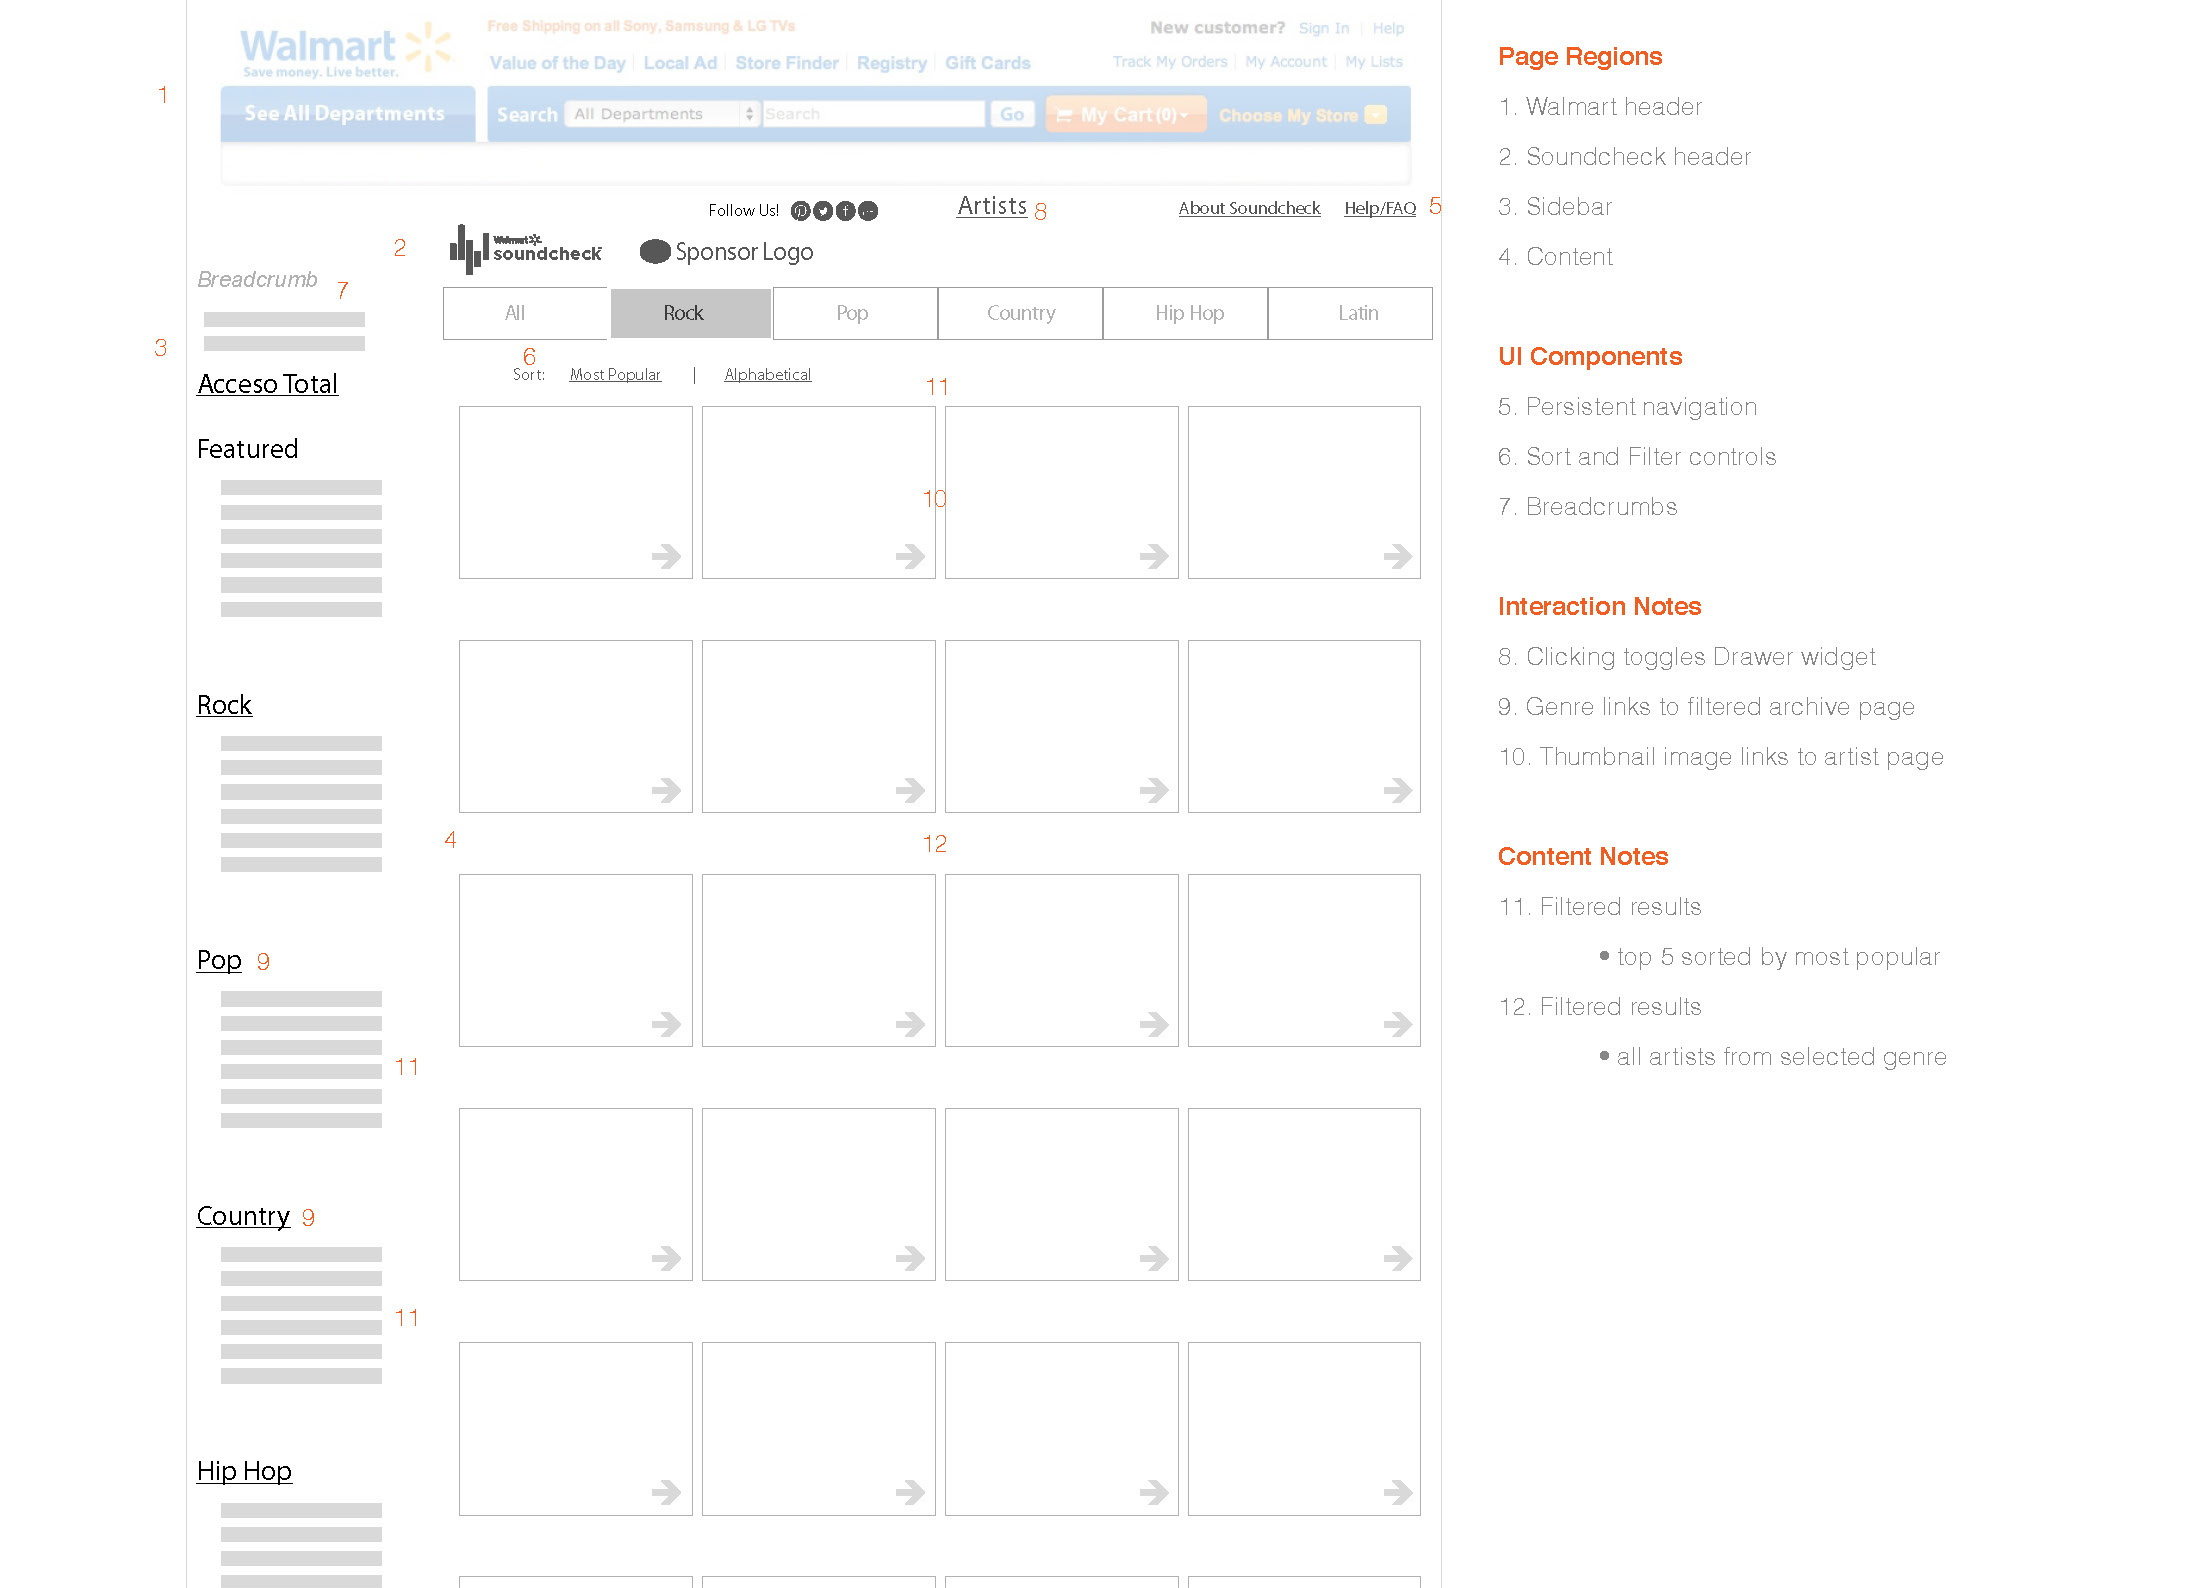 Free Shipping on all Sony, Samsung & LG TVs
New customer? Sign In | Help
Walmart
Save money. Live better.
Value of the Day | Local Ad | Store Finder | Registry | Gift Cards
Track My Orders | My Account | My Lists
1
See All Departments
Search All Departments Search Go My Cart (0) Choose My Store
Follow Us!
Artists 8
About Soundcheck Help/FAQ 5
2
Walmart
soundcheck
Sponsor Logo
Breadcrumb 7
All Rock Pop Country Hip Hop Latin
3
6
Sort: Most Popular | Alphabetical
11
Acceso Total
Featured
10
Rock
4
12
Pop 9
11
Country 9
11
Hip Hop
Page Regions
1. Walmart header
2. Soundcheck header
3. Sidebar
4. Content
UI Components
5. Persistent navigation
6. Sort and Filter controls
7. Breadcrumbs
Interaction Notes
8. Clicking toggles Drawer widget
9. Genre links to filtered archive page
10. Thumbnail image links to artist page
Content Notes
11. Filtered results
• top 5 sorted by most popular
12. Filtered results
• all artists from selected genre